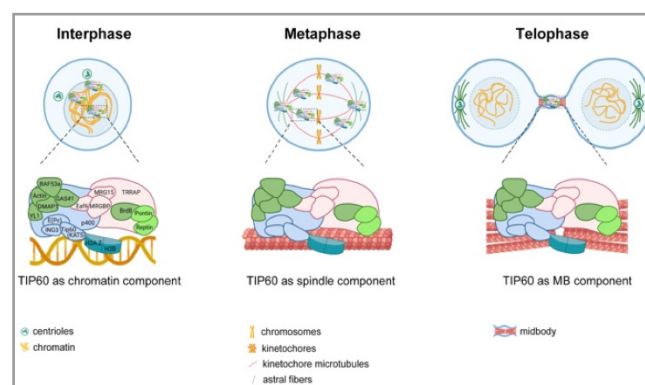 Interphase
Metaphase
Telophase
BAF53a
Actin
GAS41
DMAP1
YL1
MRG15
TRRAP
Eaf6
MRGBP
Brd8
Pontin
Reptin
p400
E(Pc)
ING3
Tip60
(KAT5)
H2A.Z
H2B
TIP60 as chromatin component
TIP60 as spindle component
TIP60 as MB component
centrioles
chromatin
chromosomes
kinetochores
kinetochore microtubules
astral fibers
midbody